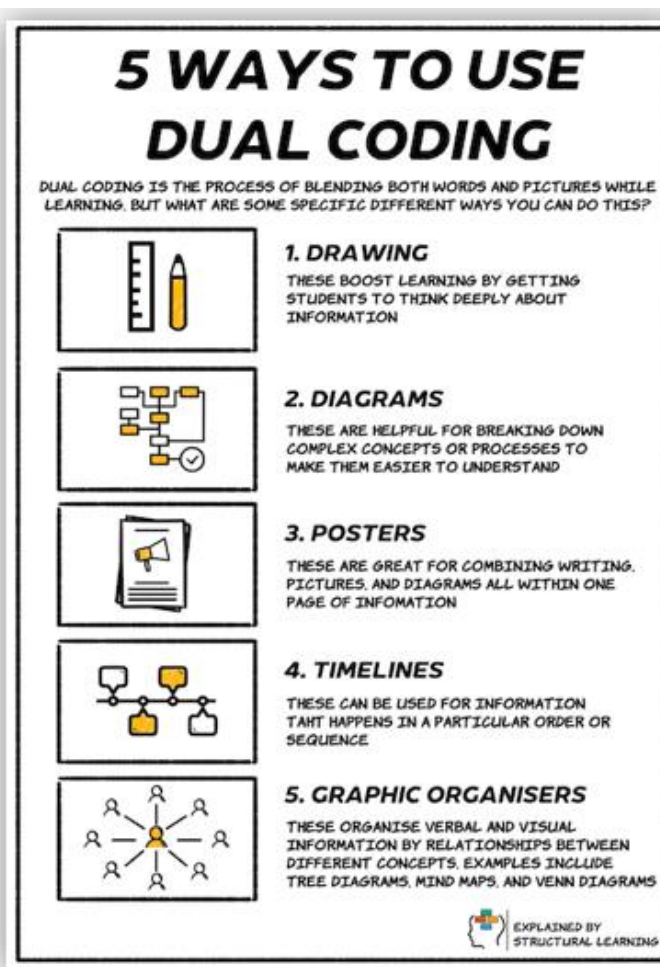 5 WAYS TO USE
DUAL CODING
DUAL CODING IS THE PROCESS OF BLENDING BOTH WORDS AND PICTURES WHILE
LEARNING. BUT WHAT ARE SOME SPECIFIC DIFFERENT WAYS YOU CAN DO THIS?
1. DRAWING
THESE BOOST LEARNING BY GETTING
STUDENTS TO THINK DEEPLY ABOUT
INFORMATION
2. DIAGRAMS
THESE ARE HELPFUL FOR BREAKING DOWN
COMPLEX CONCEPTS OR PROCESSES TO
MAKE THEM EASIER TO UNDERSTAND
3. POSTERS
THESE ARE GREAT FOR COMBINING WRITING,
PICTURES, AND DIAGRAMS ALL WITHIN ONE
PAGE OF INFOMATION
4. TIMELINES
THESE CAN BE USED FOR INFORMATION
TAHT HAPPENS IN A PARTICULAR ORDER OR
SEQUENCE
5. GRAPHIC ORGANISERS
THESE ORGANISE VERBAL AND VISUAL
INFORMATION BY RELATIONSHIPS BETWEEN
DIFFERENT CONCEPTS. EXAMPLES INCLUDE
TREE DIAGRAMS, MIND MAPS, AND VENN DIAGRAMS
EXPLAINED BY
STRUCTURAL LEARNING